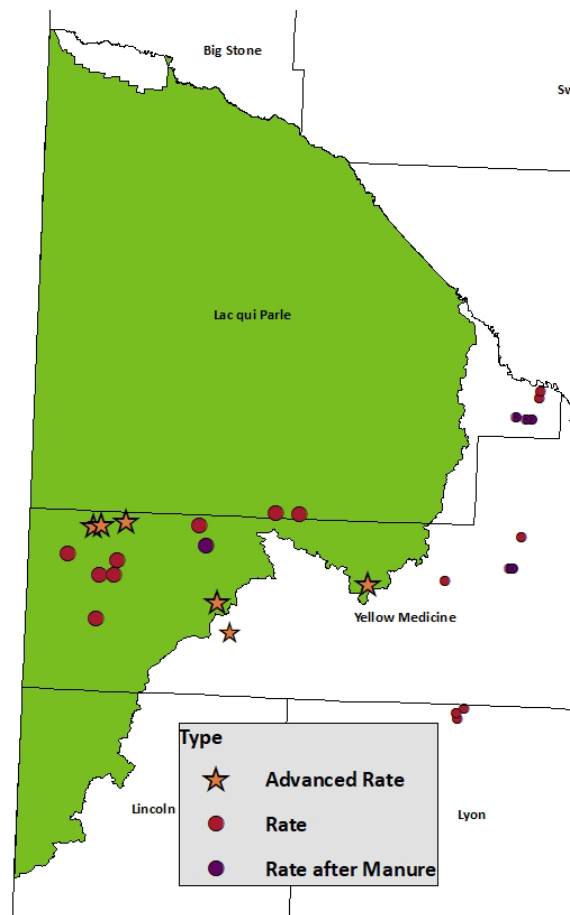 Big Stone
Sw
Lac qui Parle
Yellow Medicine
Type
Advanced Rate
Lincoln
Rate
Lyon
Rate after Manure